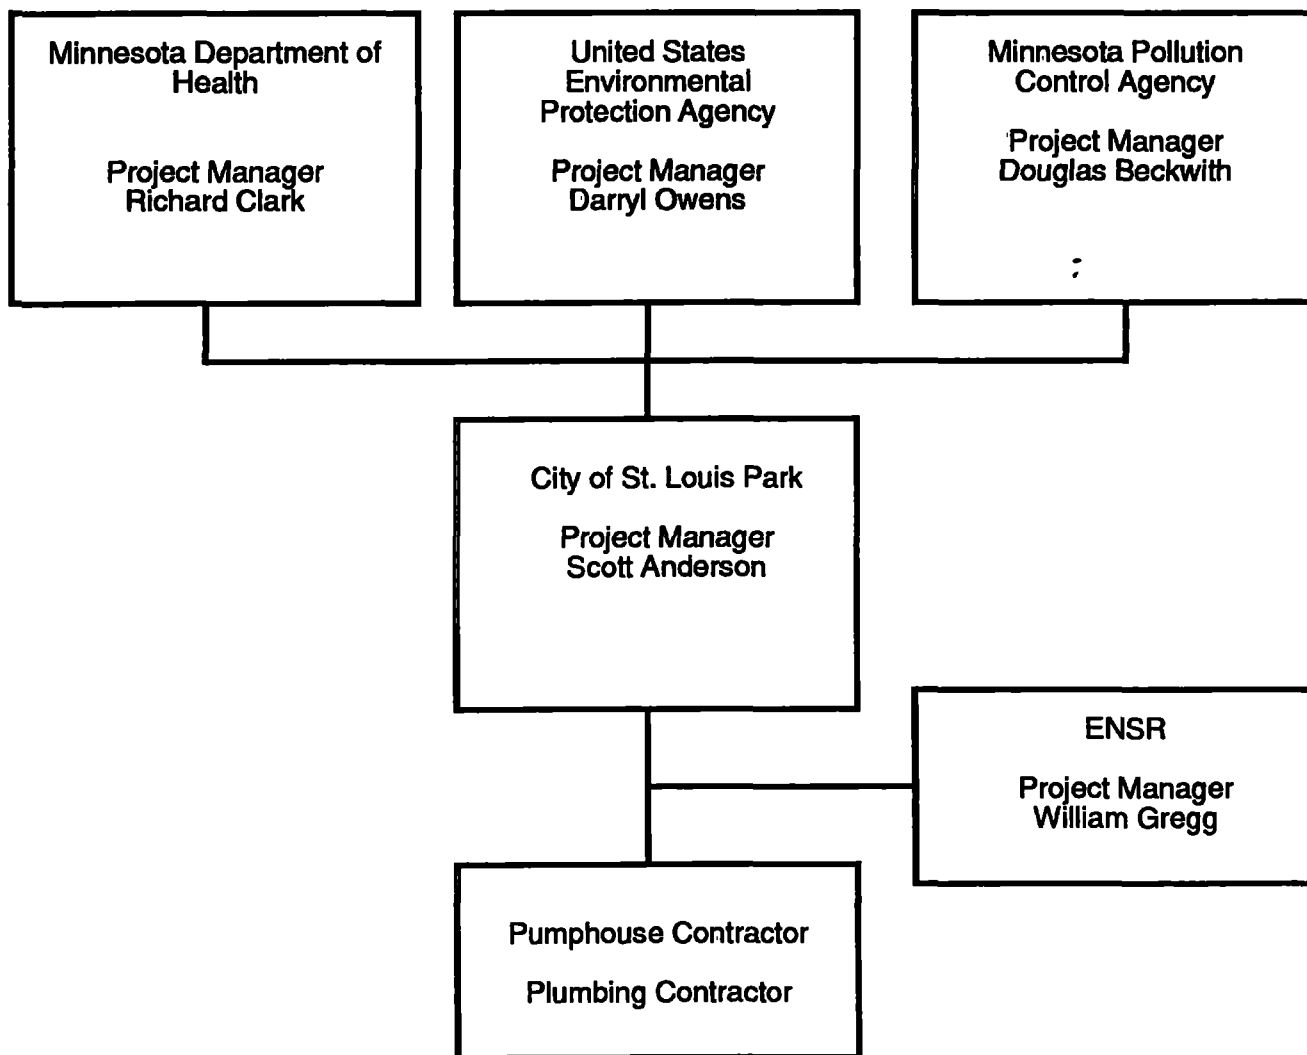 Minnesota Department of
Health
Project Manager
Richard Clark
United States
Environmental
Protection Agency
Project Manager
Darryl Owens
Minnesota Pollution
Control Agency
Project Manager
Douglas Beckwith
City of St. Louis Park
Project Manager
Scott Anderson
ENSR
Project Manager
William Gregg
Pumphouse Contractor
Plumbing Contractor